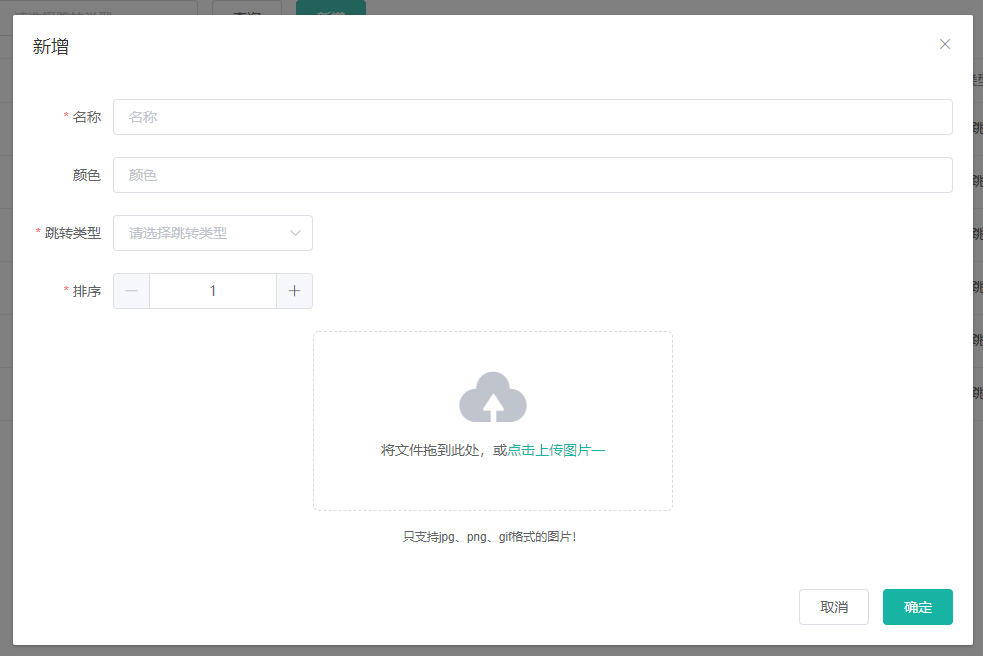 新增
* 名称 名称
颜色 颜色
* 跳转类型 请选择跳转类型
* 排序 1
将文件拖到此处，或点击上传图片一
只支持jpg、png、gif格式的图片！
取消 确定